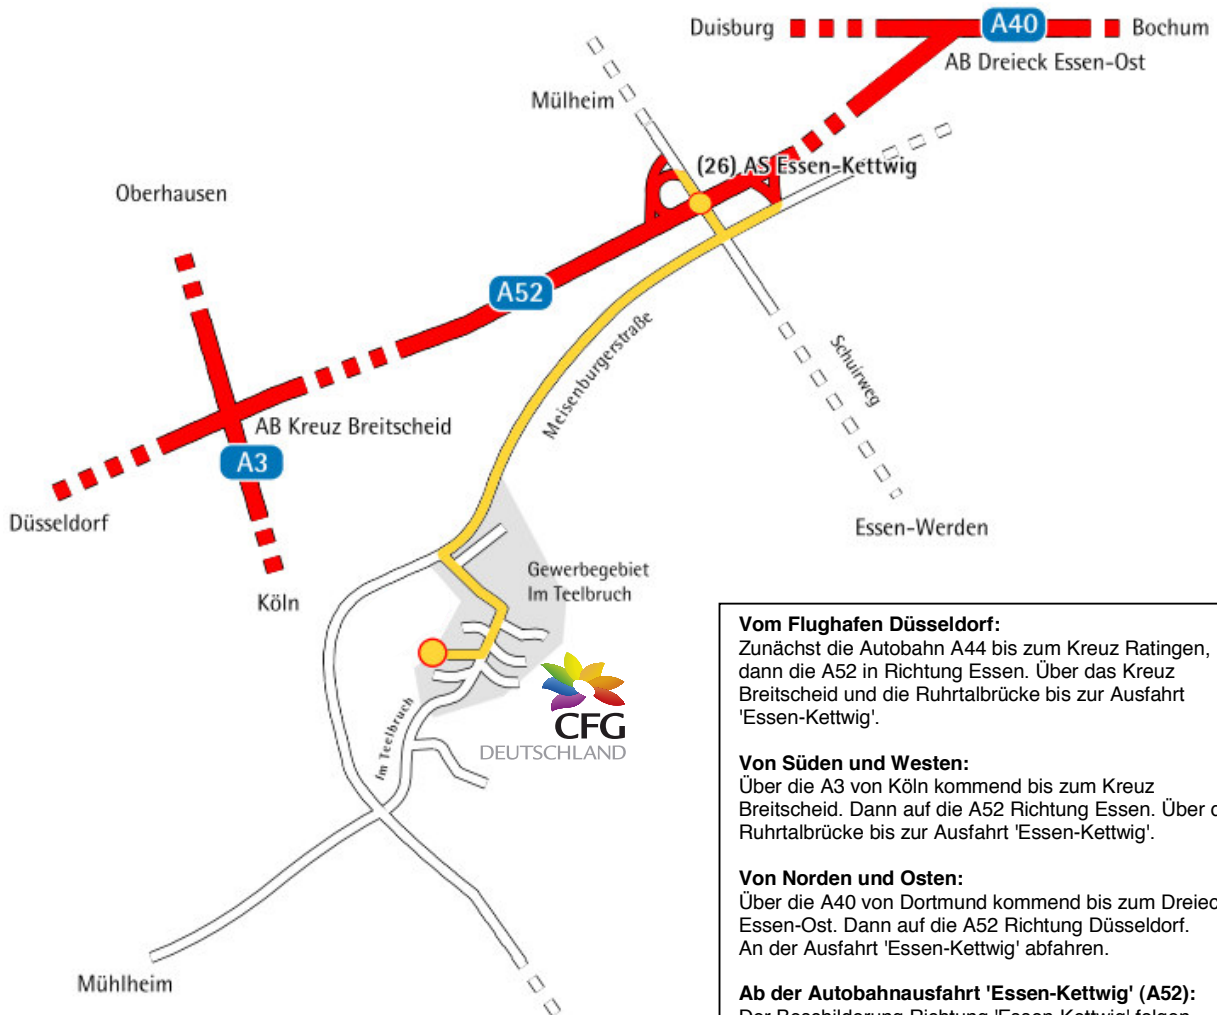 Duisburg
A40
Bochum
AB Dreieck Essen-Ost
Mülheim
(26) AS Essen-Kettwig
Oberhausen
A52
Meisenburgerstraße
Schuirweg
AB Kreuz Breitscheid
A3
Düsseldorf
Essen-Werden
Köln
Gewerbegebiet
Im Teelbruch
CFG
DEUTSCHLAND
Im Teelbruch
Mühlheim
Vom Flughafen Düsseldorf:
Zunächst die Autobahn A44 bis zum Kreuz Ratingen,
dann die A52 in Richtung Essen. Über das Kreuz
Breitscheid und die Ruhrtalbrücke bis zur Ausfahrt
'Essen-Kettwig'.
Von Süden und Westen:
Über die A3 von Köln kommend bis zum Kreuz
Breitscheid. Dann auf die A52 Richtung Essen. Über
Ruhrtalbrücke bis zur Ausfahrt 'Essen-Kettwig'.
Von Norden und Osten:
Über die A40 von Dortmund kommend bis zum Dreiec
Essen-Ost. Dann auf die A52 Richtung Düsseldorf.
An der Ausfahrt 'Essen-Kettwig' abfahren.
Ab der Autobahnausfahrt 'Essen-Kettwig' (A52):
Der Beschilderung Richtung 'Essen-Kettwig' folgen